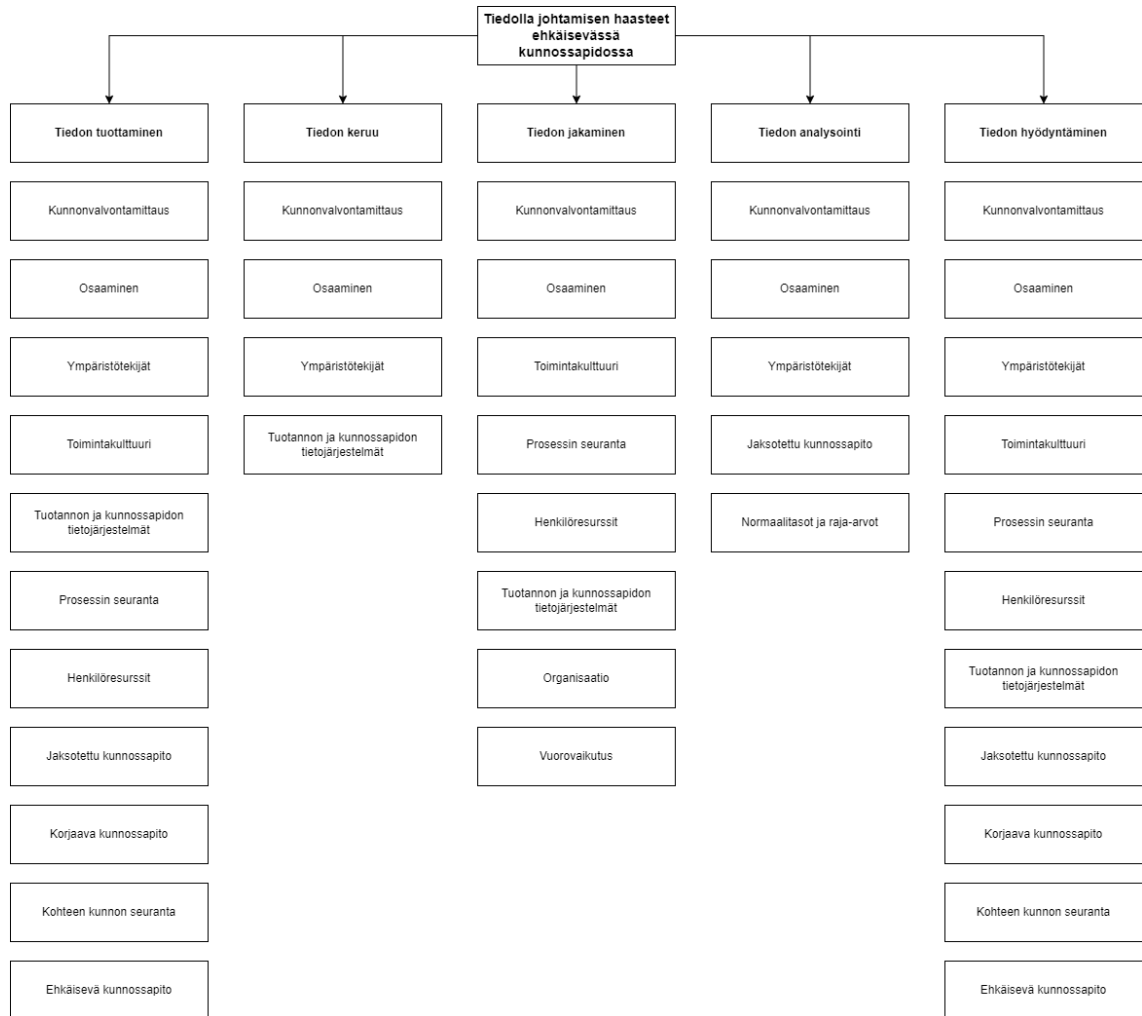 Tiedolla johtamisen haasteet
ehkäisevässä
kunnossapidossa
Tiedon tuottaminen
Kunnonvalvontamittaus
Osaaminen
Ympäristötekijät
Toimintakulttuuri
Tuotannon ja kunnossapidon
tietojärjestelmät
Prosessin seuranta
Henkilöresurssit
Jaksotettu kunnossapito
Korjaava kunnossapito
Kohteen kunnon seuranta
Ehkäisevä kunnossapito
Tiedon keruu
Kunnonvalvontamittaus
Osaaminen
Ympäristötekijät
Tuotannon ja kunnossapidon
tietojärjestelmät
Tiedon jakaminen
Kunnonvalvontamittaus
Osaaminen
Toimintakulttuuri
Prosessin seuranta
Henkilöresurssit
Tuotannon ja kunnossapidon
tietojärjestelmät
Organisaatio
Vuorovaikutus
Tiedon analysointi
Kunnonvalvontamittaus
Osaaminen
Ympäristötekijät
Jaksotettu kunnossapito
Normaalitasot ja raja-arvot
Tiedon hyödyntäminen
Kunnonvalvontamittaus
Osaaminen
Ympäristötekijät
Toimintakulttuuri
Prosessin seuranta
Henkilöresurssit
Tuotannon ja kunnossapidon
tietojärjestelmät
Jaksotettu kunnossapito
Korjaava kunnossapito
Kohteen kunnon seuranta
Ehkäisevä kunnossapito